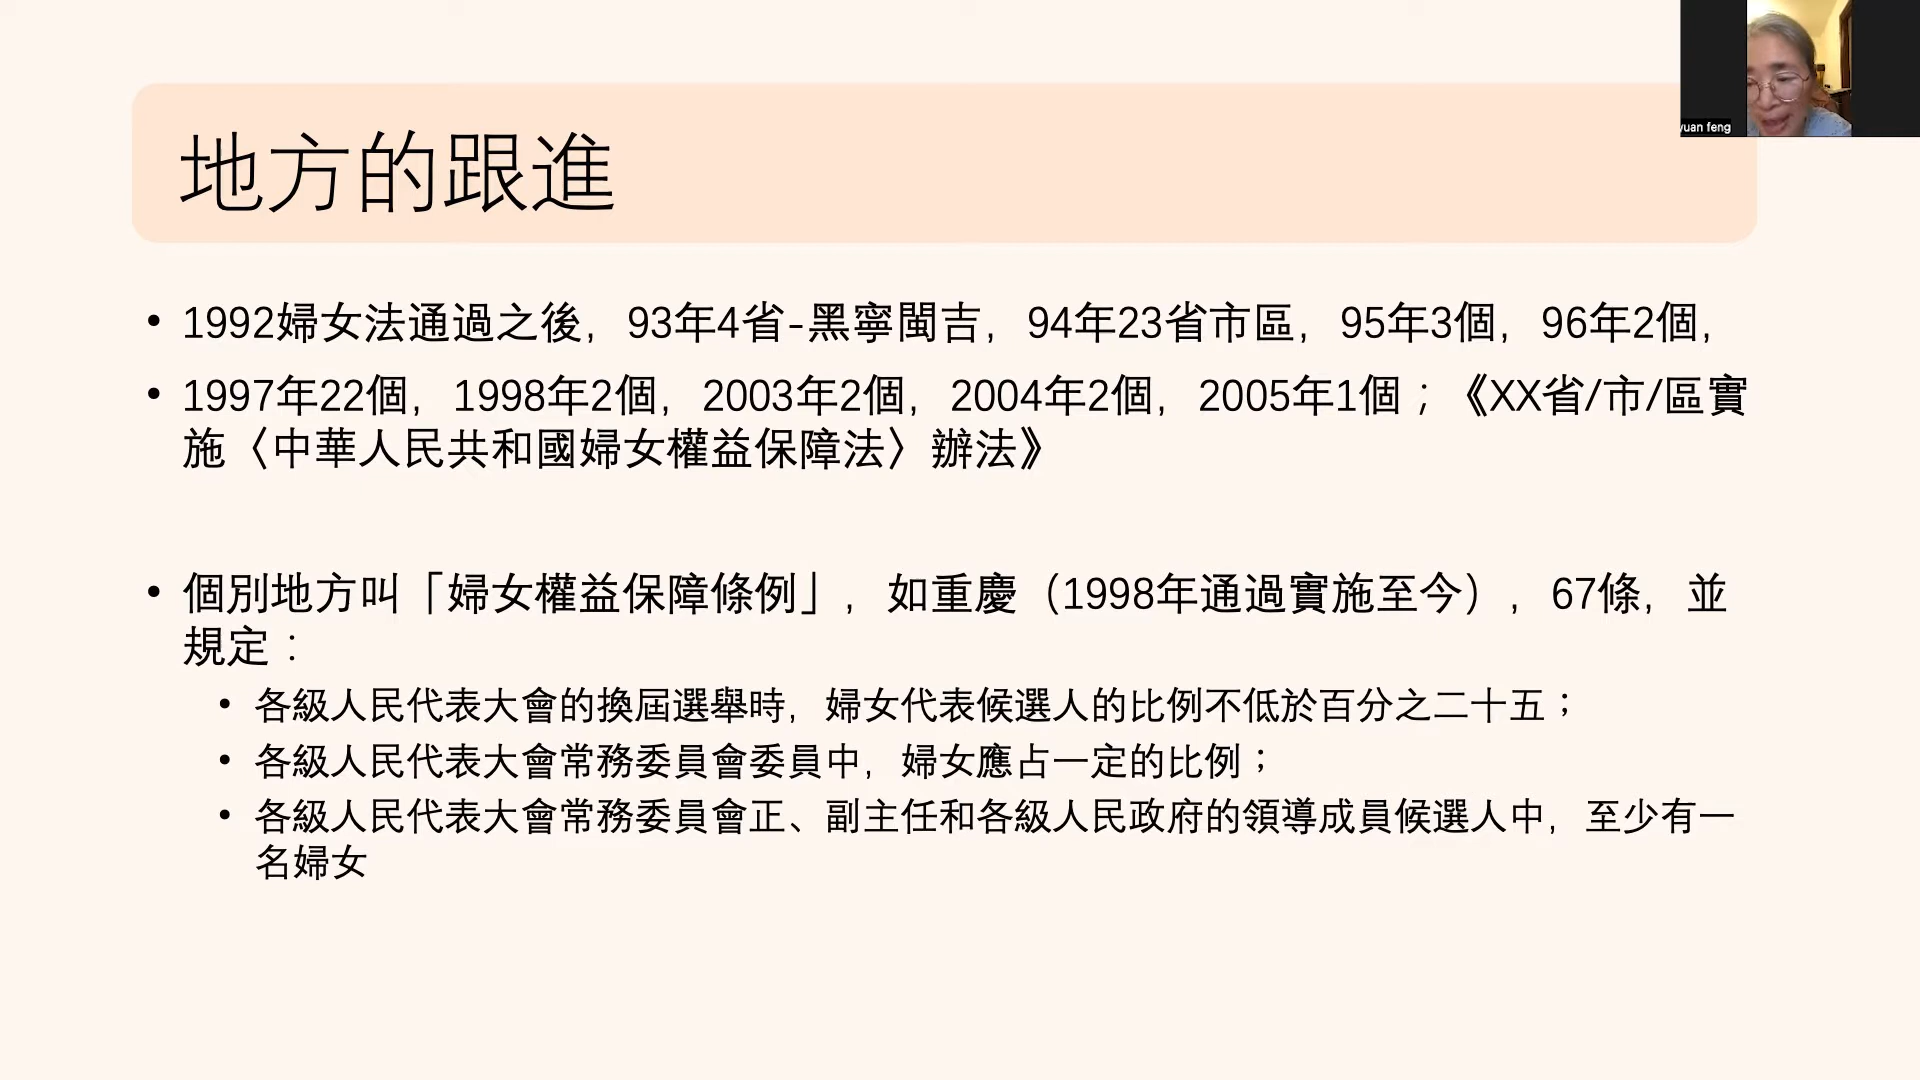 yuan feng
地方的跟進
• 1992婦女法通過之後，93年4省-黑寧閩吉，94年23省市區，95年3個，96年2個，
• 1997年22個，1998年2個，2003年2個，2004年2個，2005年1個；《XX省/市/區實
施〈中華人民共和國婦女權益保障法〉辦法》
• 個別地方叫「婦女權益保障條例」，如重慶（1998年通過實施至今），67條，並
規定：
• 各級人民代表大會的換屆選舉時，婦女代表候選人的比例不低於百分之二十五；
• 各級人民代表大會常務委員會委員中，婦女應占一定的比例；
• 各級人民代表大會常務委員會正、副主任和各級人民政府的領導成員候選人中，至少有一
名婦女